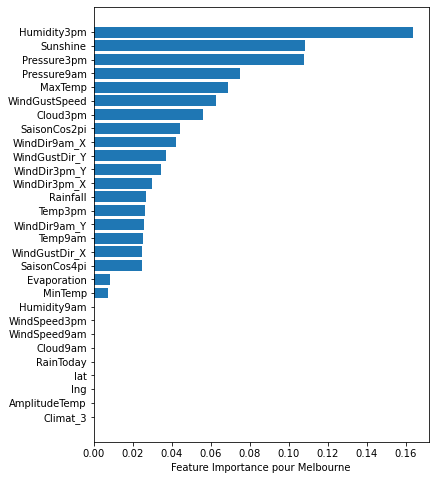 Humidity3pm
Sunshine
Pressure3pm
Pressure9am
MaxTemp
WindGustSpeed
Cloud3pm
SaisonCos2pi
WindDir9am_X
WindGustDir_Y
WindDir3pm_Y
WindDir3pm_X
Rainfall
Temp3pm
WindDir9am_Y
Temp9am
WindGustDir_X
SaisonCos4pi
Evaporation
MinTemp
Humidity9am
WindSpeed3pm
WindSpeed9am
Cloud9am
RainToday
lat
lng
AmplitudeTemp
Climat_3
0.00 0.02 0.04 0.06 0.08 0.10 0.12 0.14 0.16
Feature Importance pour Melbourne